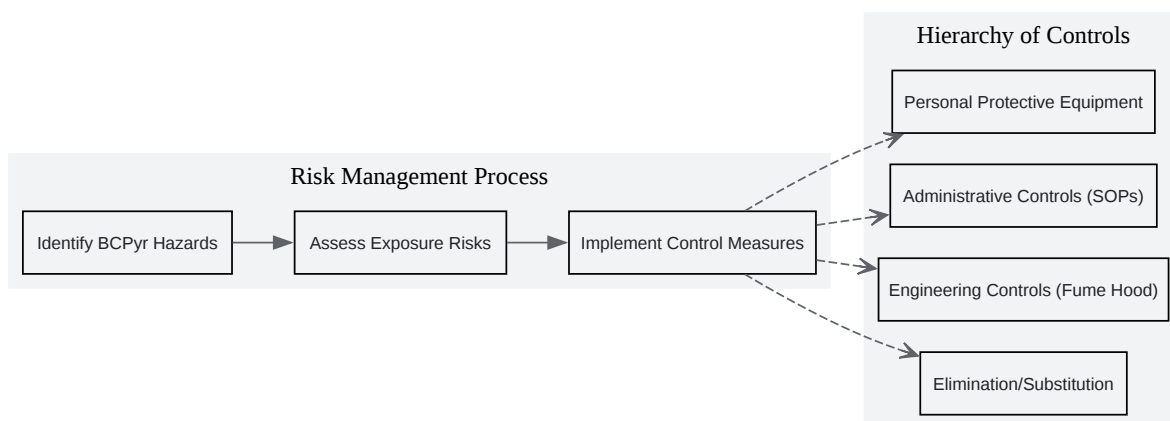 Hierarchy of Controls
Personal Protective Equipment
Risk Management Process
Administrative Controls (SOPs)
Identify BCPyr Hazards
Assess Exposure Risks
Implement Control Measures
Engineering Controls (Fume Hood)
Elimination/Substitution